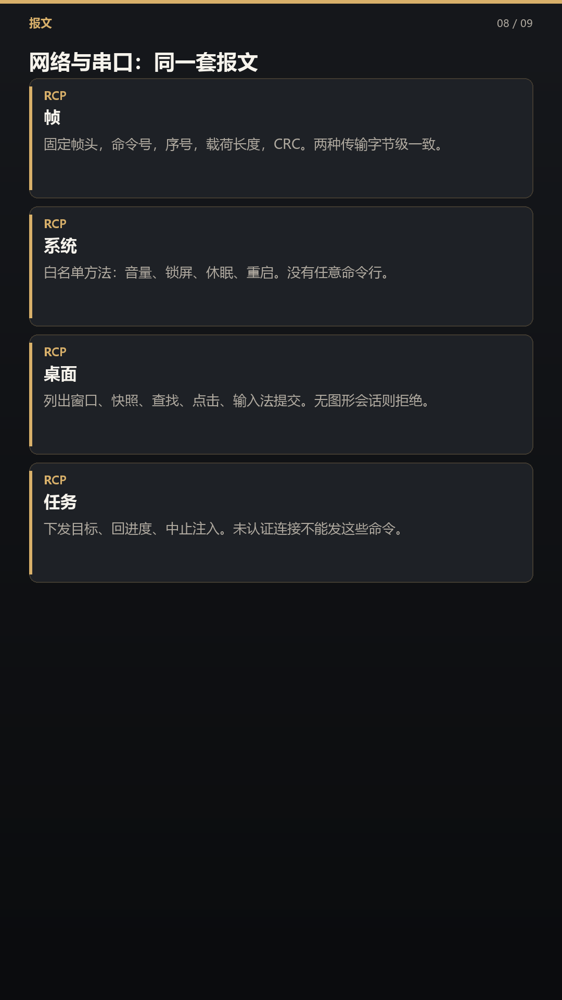 报文
08 / 09
网络与串口：同一套报文
RCP
帧
固定帧头，命令号，序号，载荷长度，CRC。两种传输字节级一致。
RCP
系统
白名单方法：音量、锁屏、休眠、重启。没有任意命令行。
RCP
桌面
列出窗口、快照、查找、点击、输入法提交。无图形会话则拒绝。
RCP
任务
下发目标、回进度、中止注入。未认证连接不能发这些命令。